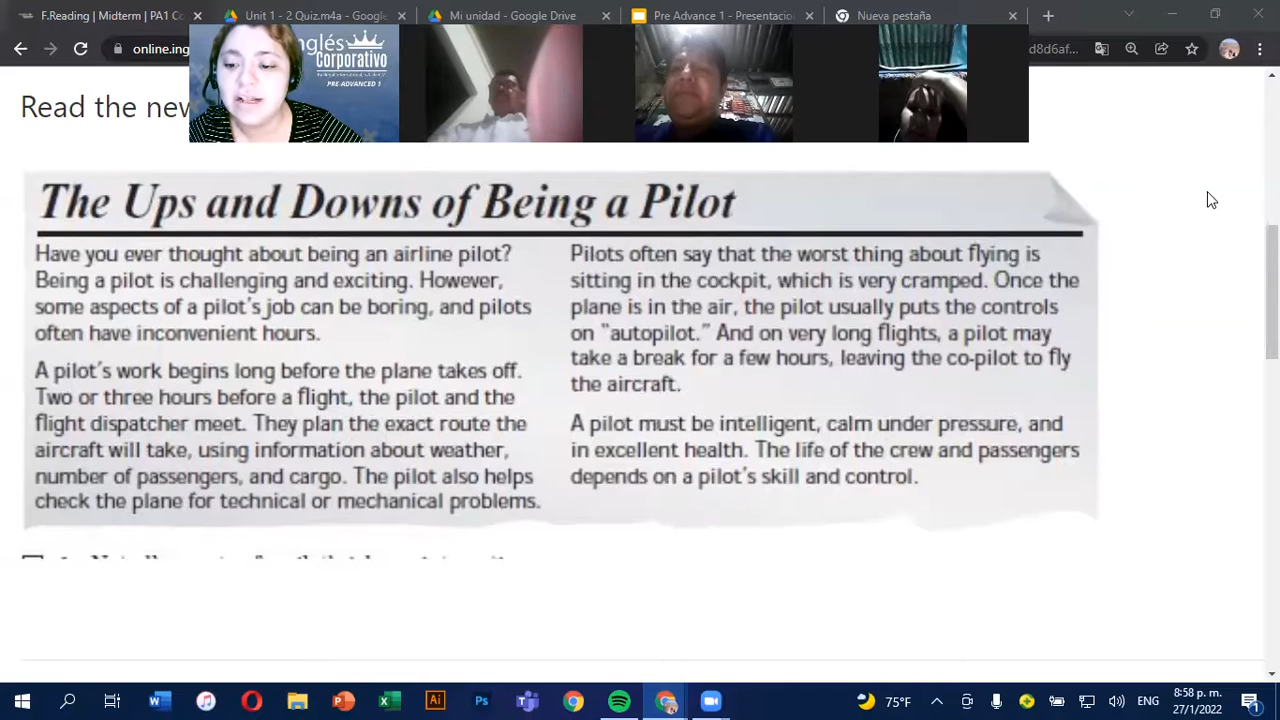 F.Reading | Midterm | PA1 Co
Unit 1 - 2 Quiz.m4a - Google
Mi unidad - Google Drive
Pre Advance 1 - Presentacio
Nueva pestaña
online.ing
d8d6af...
Inglés
Corporativo
PRE-ADVANCED 1
Read the new
The Ups and Downs of Being a Pilot
Have you ever thought about being an airline pilot?
Being a pilot is challenging and exciting. However,
some aspects of a pilot's job can be boring, and pilots
often have inconvenient hours.
A pilot's work begins long before the plane takes off.
Two or three hours before a flight, the pilot and the
flight dispatcher meet. They plan the exact route the
aircraft will take, using information about weather,
number of passengers, and cargo. The pilot also helps
check the plane for technical or mechanical problems.
Pilots often say that the worst thing about flying is
sitting in the cockpit, which is very cramped. Once the
plane is in the air, the pilot usually puts the controls
on "autopilot." And on very long flights, a pilot may
take a break for a few hours, leaving the co-pilot to fly
the aircraft.
A pilot must be intelligent, calm under pressure, and
in excellent health. The life of the crew and passengers
depends on a pilot's skill and control.
75°F
ENG
8:58 p. m.
27/1/2022